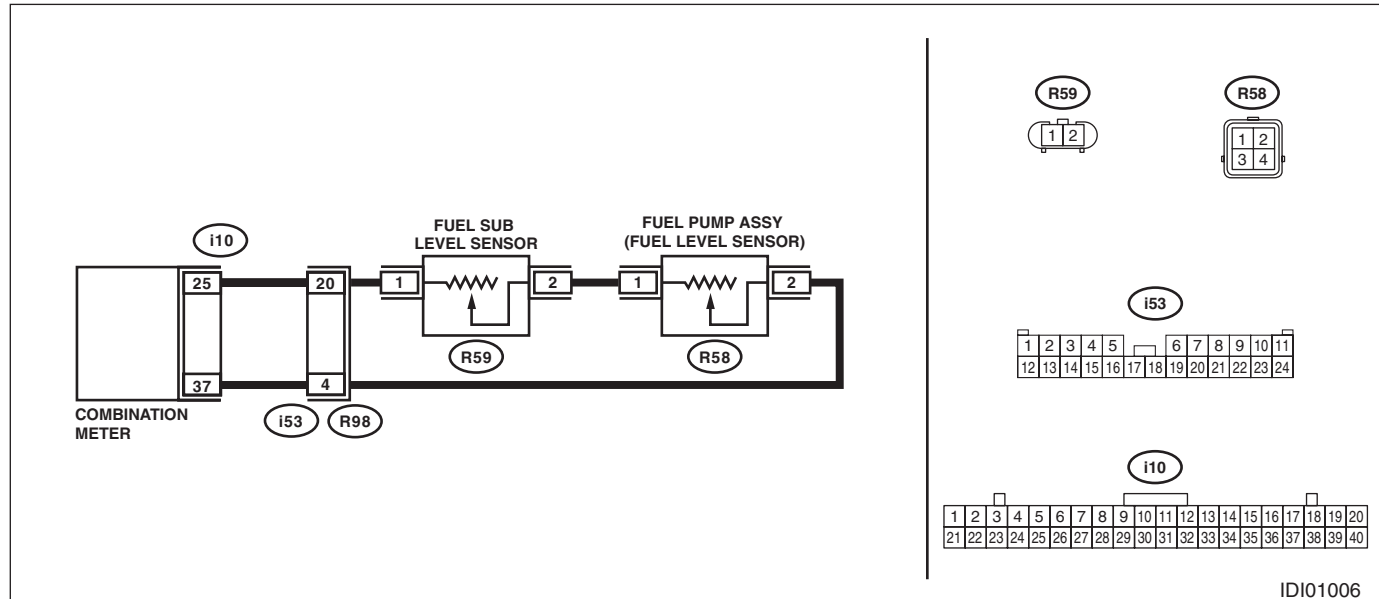 i10
25
37
COMBINATION
METER
20
4
i53
R98
FUEL SUB
LEVEL SENSOR
1
2
R59
FUEL PUMP ASSY
(FUEL LEVEL SENSOR)
1
2
R58
R59
1 2
R58
1 2
3 4
i53
1 2 3 4 5 6 7 8 9 10 11
12 13 14 15 16 17 18 19 20 21 22 23 24
i10
1 2 3 4 5 6 7 8 9 10 11 12 13 14 15 16 17 18 19 20
21 22 23 24 25 26 27 28 29 30 31 32 33 34 35 36 37 38 39 40
IDI01006